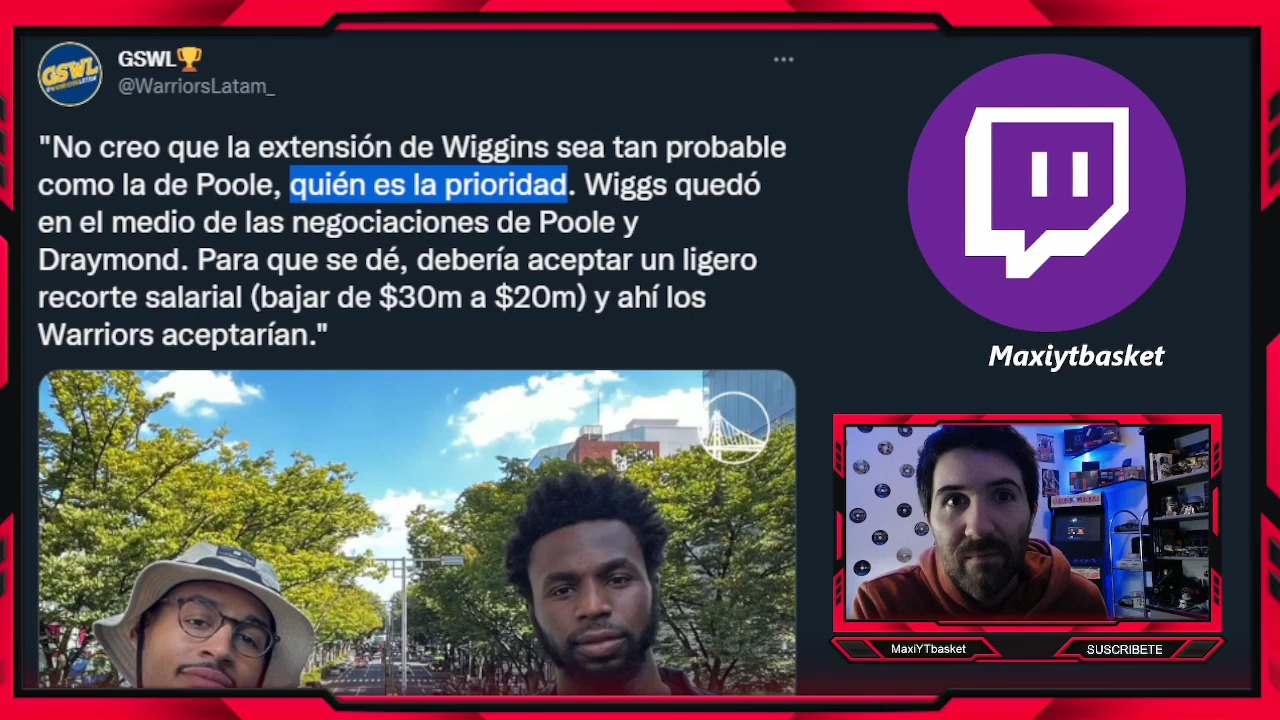 GSWL🏆
@WarriorsLatam_
"No creo que la extensión de Wiggins sea tan probable
como la de Poole, quién es la prioridad. Wiggs quedó
en el medio de las negociaciones de Poole y
Draymond. Para que se dé, debería aceptar un ligero
recorte salarial (bajar de $30m a $20m) y ahí los
Warriors aceptarían."
GSWL
Maxiytbasket
MaxiYTbasket
SUSCRIBETE